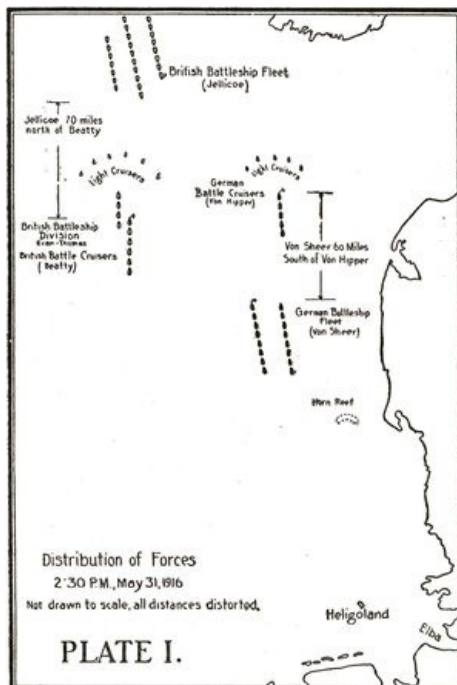 British Battleship Fleet
(Jellicoe)
Jellicoe 70 miles
north of Beatty
Light Cruisers
Light Cruisers
German
Battle Cruisers
(Von Hipper)
British Battleship
Division
Evan-Thomas
British Battle Cruisers
(Beatty)
Von Sheer 60 Miles
South of Von Hipper
German Battleship
Fleet
(Von Sheer)
Horn Reef
Distribution of Forces
2:30 P.M., May 31, 1916
Not drawn to scale, all distances distorted.
Heligoland
Elba
PLATE I.